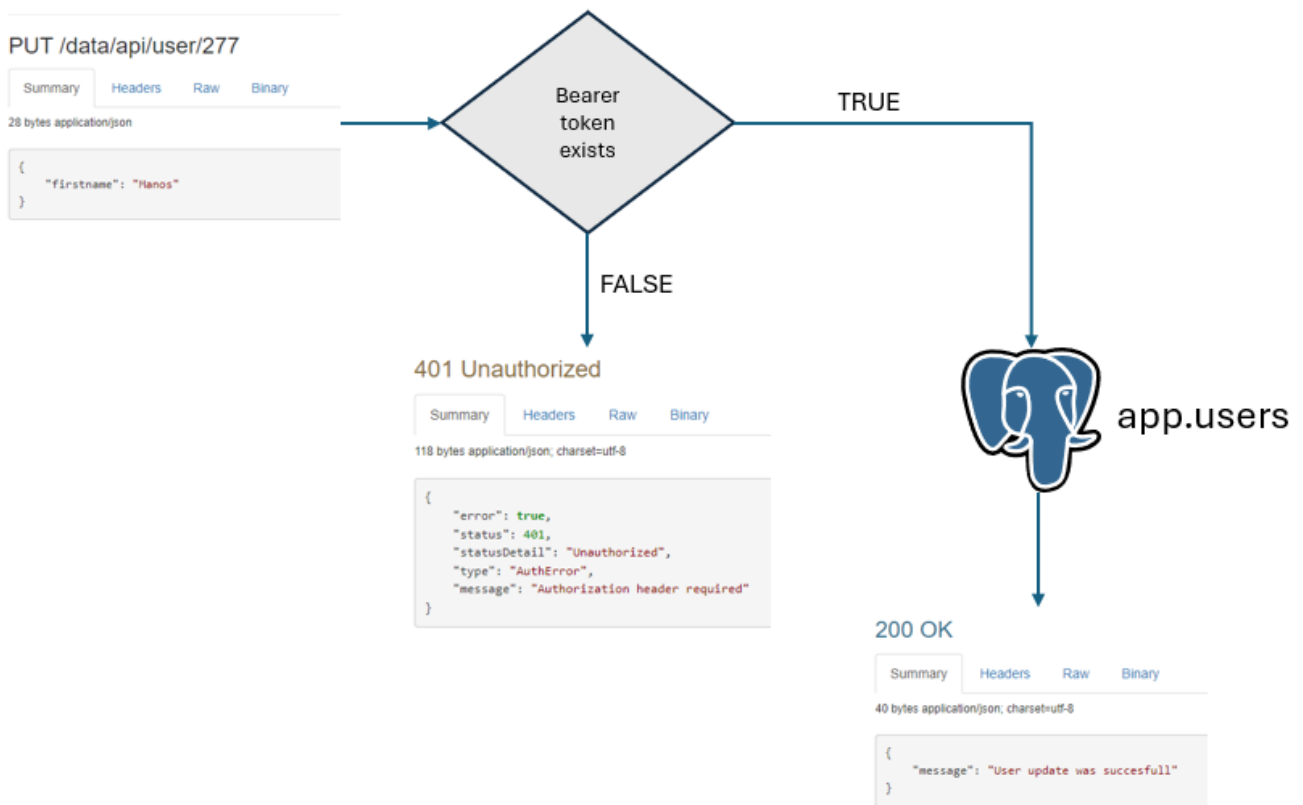 PUT /data/api/user/277
Summary Headers Raw Binary
28 bytes application/json
{
"firstname": "Manos"
}
Bearer
token
exists
TRUE
FALSE
401 Unauthorized
Summary Headers Raw Binary
118 bytes application/json; charset=utf-8
{
"error": true,
"status": 401,
"statusDetail": "Unauthorized",
"type": "AuthError",
"message": "Authorization header required"
}
app.users
200 OK
Summary Headers Raw Binary
40 bytes application/json; charset=utf-8
{
"message": "User update was succesfull"
}